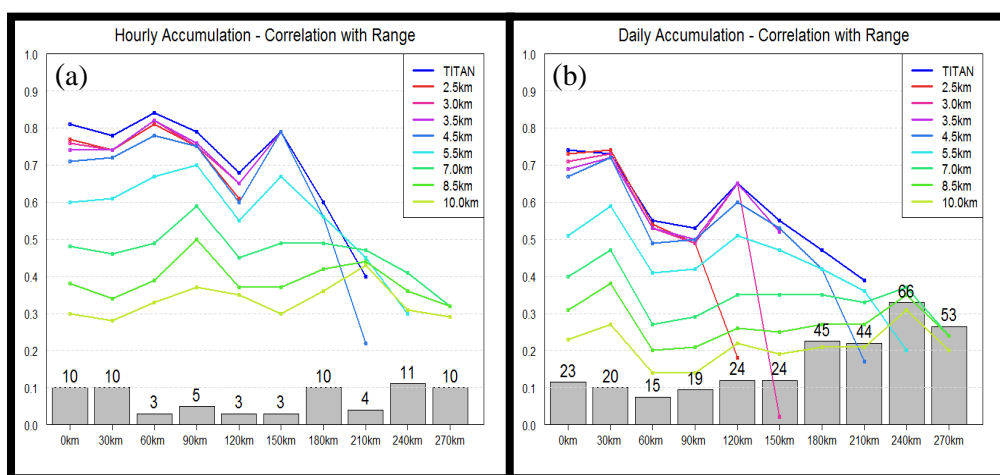 Hourly Accumulation - Correlation with Range
(a)
1.0
0.9
0.8
0.7
0.6
0.5
0.4
0.3
0.2
0.1
0.0
TITAN
2.5km
3.0km
3.5km
4.5km
5.5km
7.0km
8.5km
10.0km
10 10 3 5 3 3 10 4 11 10
0km 30km 60km 90km 120km 150km 180km 210km 240km 270km
Daily Accumulation - Correlation with Range
(b)
1.0
0.9
0.8
0.7
0.6
0.5
0.4
0.3
0.2
0.1
0.0
TITAN
2.5km
3.0km
3.5km
4.5km
5.5km
7.0km
8.5km
10.0km
23 20 15 19 24 24 45 44 66 53
0km 30km 60km 90km 120km 150km 180km 210km 240km 270km